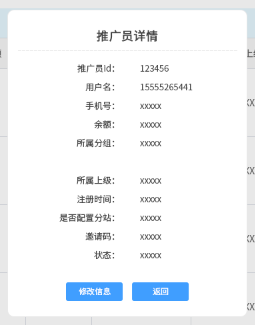 推广员详情
推广员Id： 123456
用户名： 15555265441
手机号： xxxxx
余额： xxxxx
所属分组： xxxxx
所属上级： xxxxx
注册时间： xxxxx
是否配置分站： xxxxx
邀请码： xxxxx
状态： xxxxx
修改信息 返回